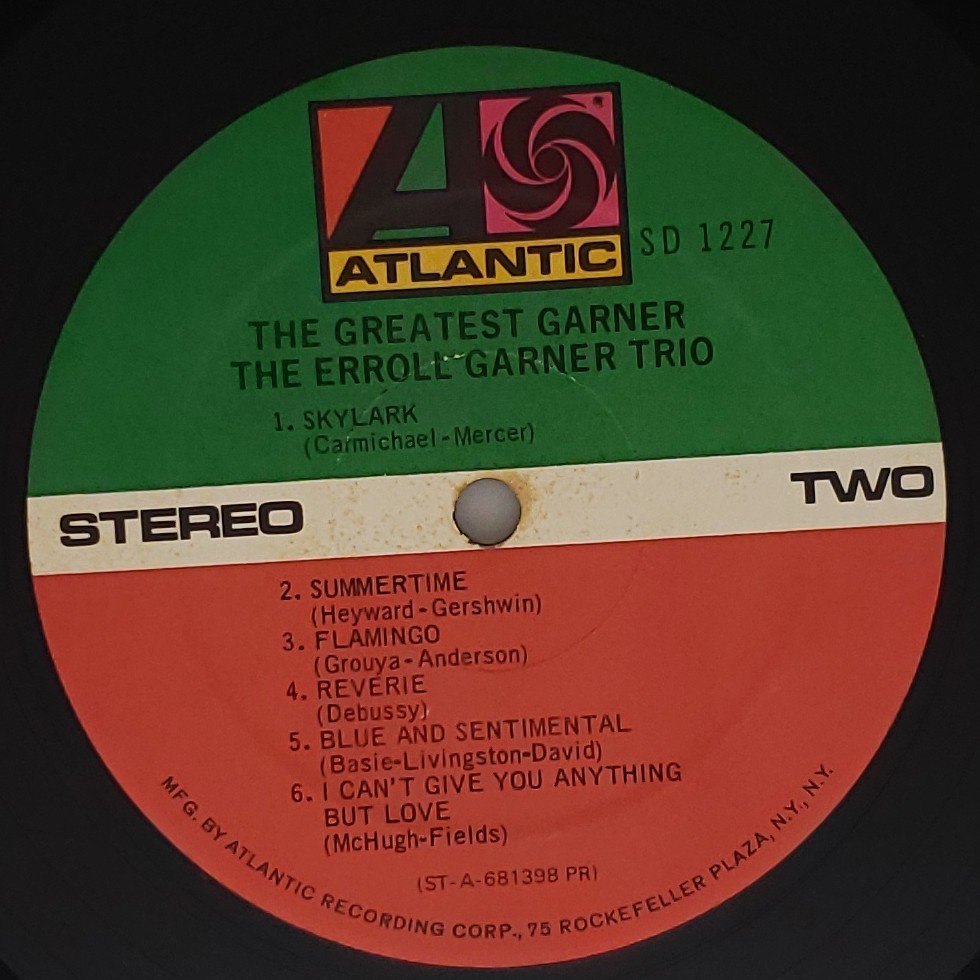 ATLANTIC
SD 1227
THE GREATEST GARNER
THE ERROLL GARNER TRIO
1. SKYLARK
(Carmichael - Mercer)
STEREO
TWO
2. SUMMERTIME
(Heyward - Gershwin)
3. FLAMINGO
(Grouya - Anderson)
4. REVERIE
(Debussy)
5. BLUE AND SENTIMENTAL
(Basie-Livingston-David)
6. I CAN'T GIVE YOU ANYTHING
BUT LOVE
(McHugh-Fields)
(ST-A-681398 PR)
MFG. BY ATLANTIC RECORDING CORP., 75 ROCKEFELLER PLAZA, N.Y., N.Y.